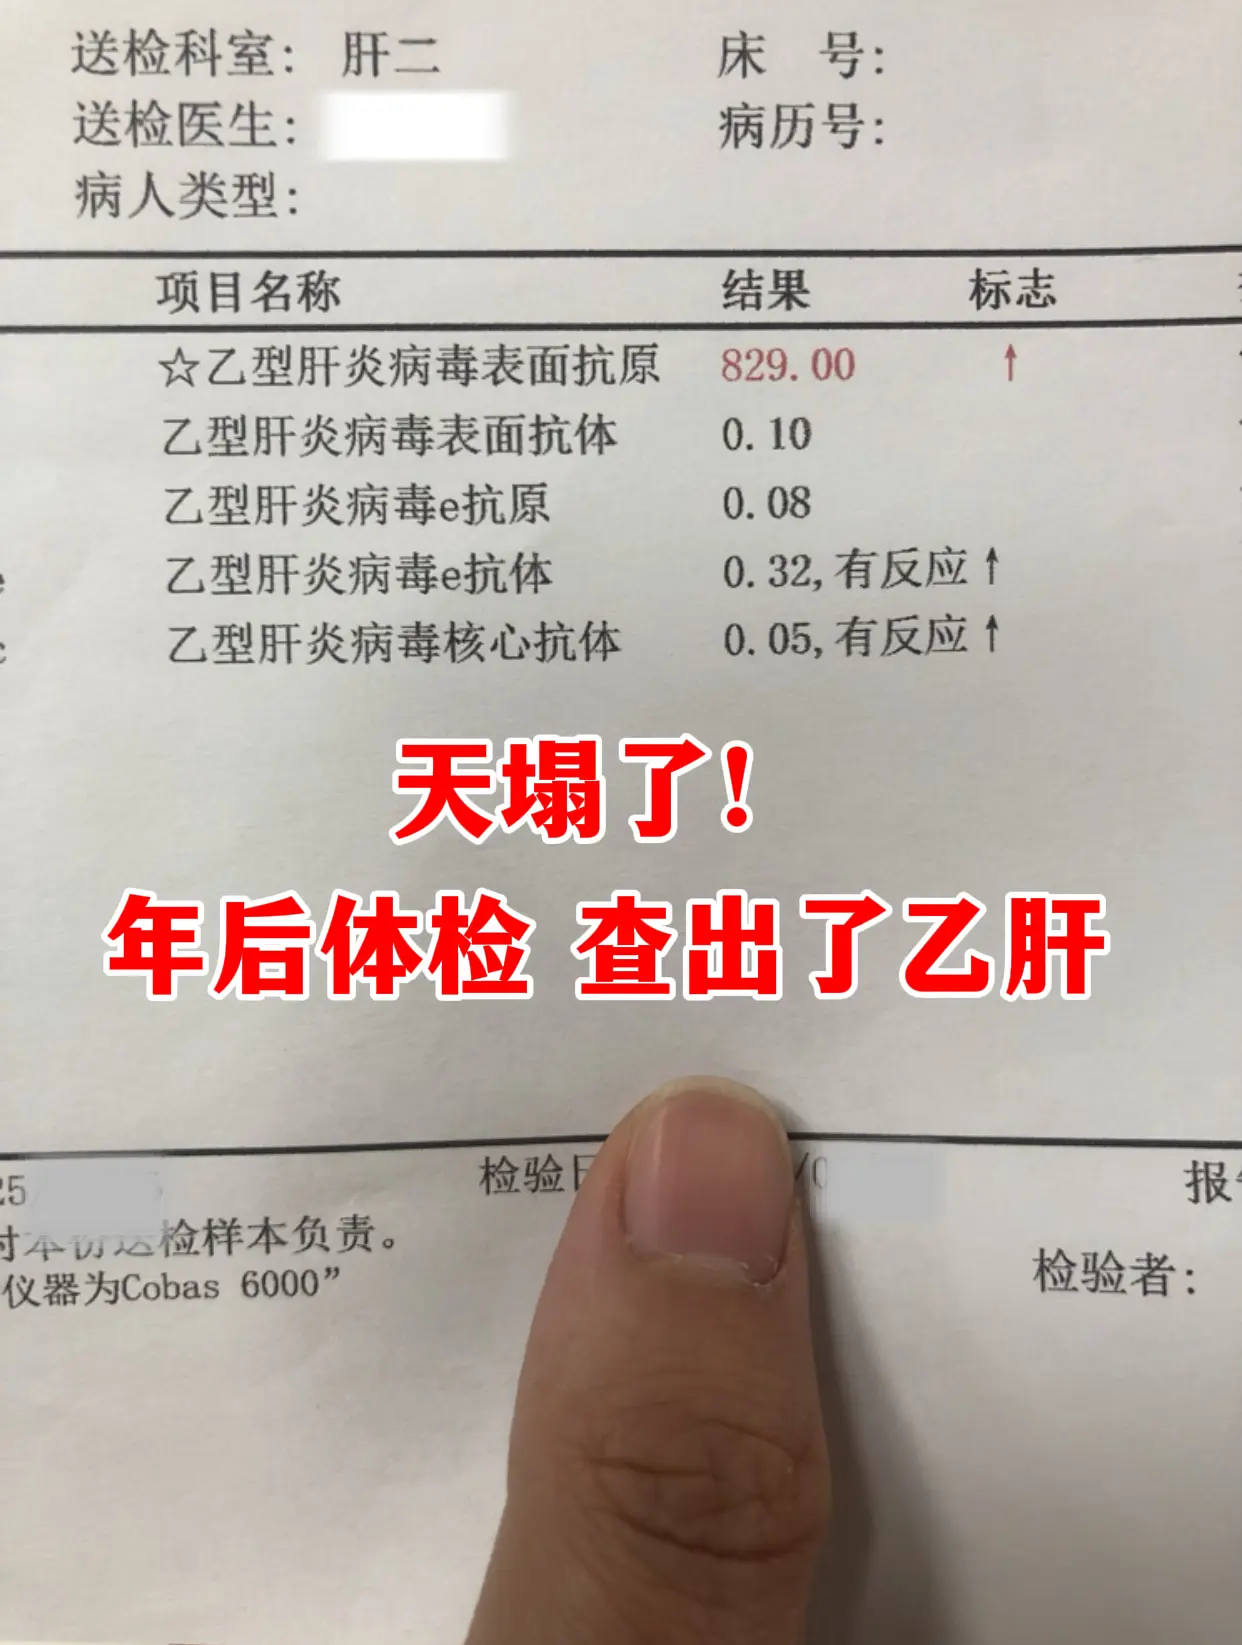 送检科室: 肝二 床 号:
送检医生: 病历号:
病人类型:
项目名称 结果 标志
☆乙型肝炎病毒表面抗原 829.00 ↑
乙型肝炎病毒表面抗体 0.10
乙型肝炎病毒e抗原 0.08
e 乙型肝炎病毒e抗体 0.32,有反应↑
c 乙型肝炎病毒核心抗体 0.05,有反应↑
天塌了!
年后体检 查出了乙肝
25 检验 /0 报
对本份送检样本负责。
仪器为Cobas 6000”
检验者: